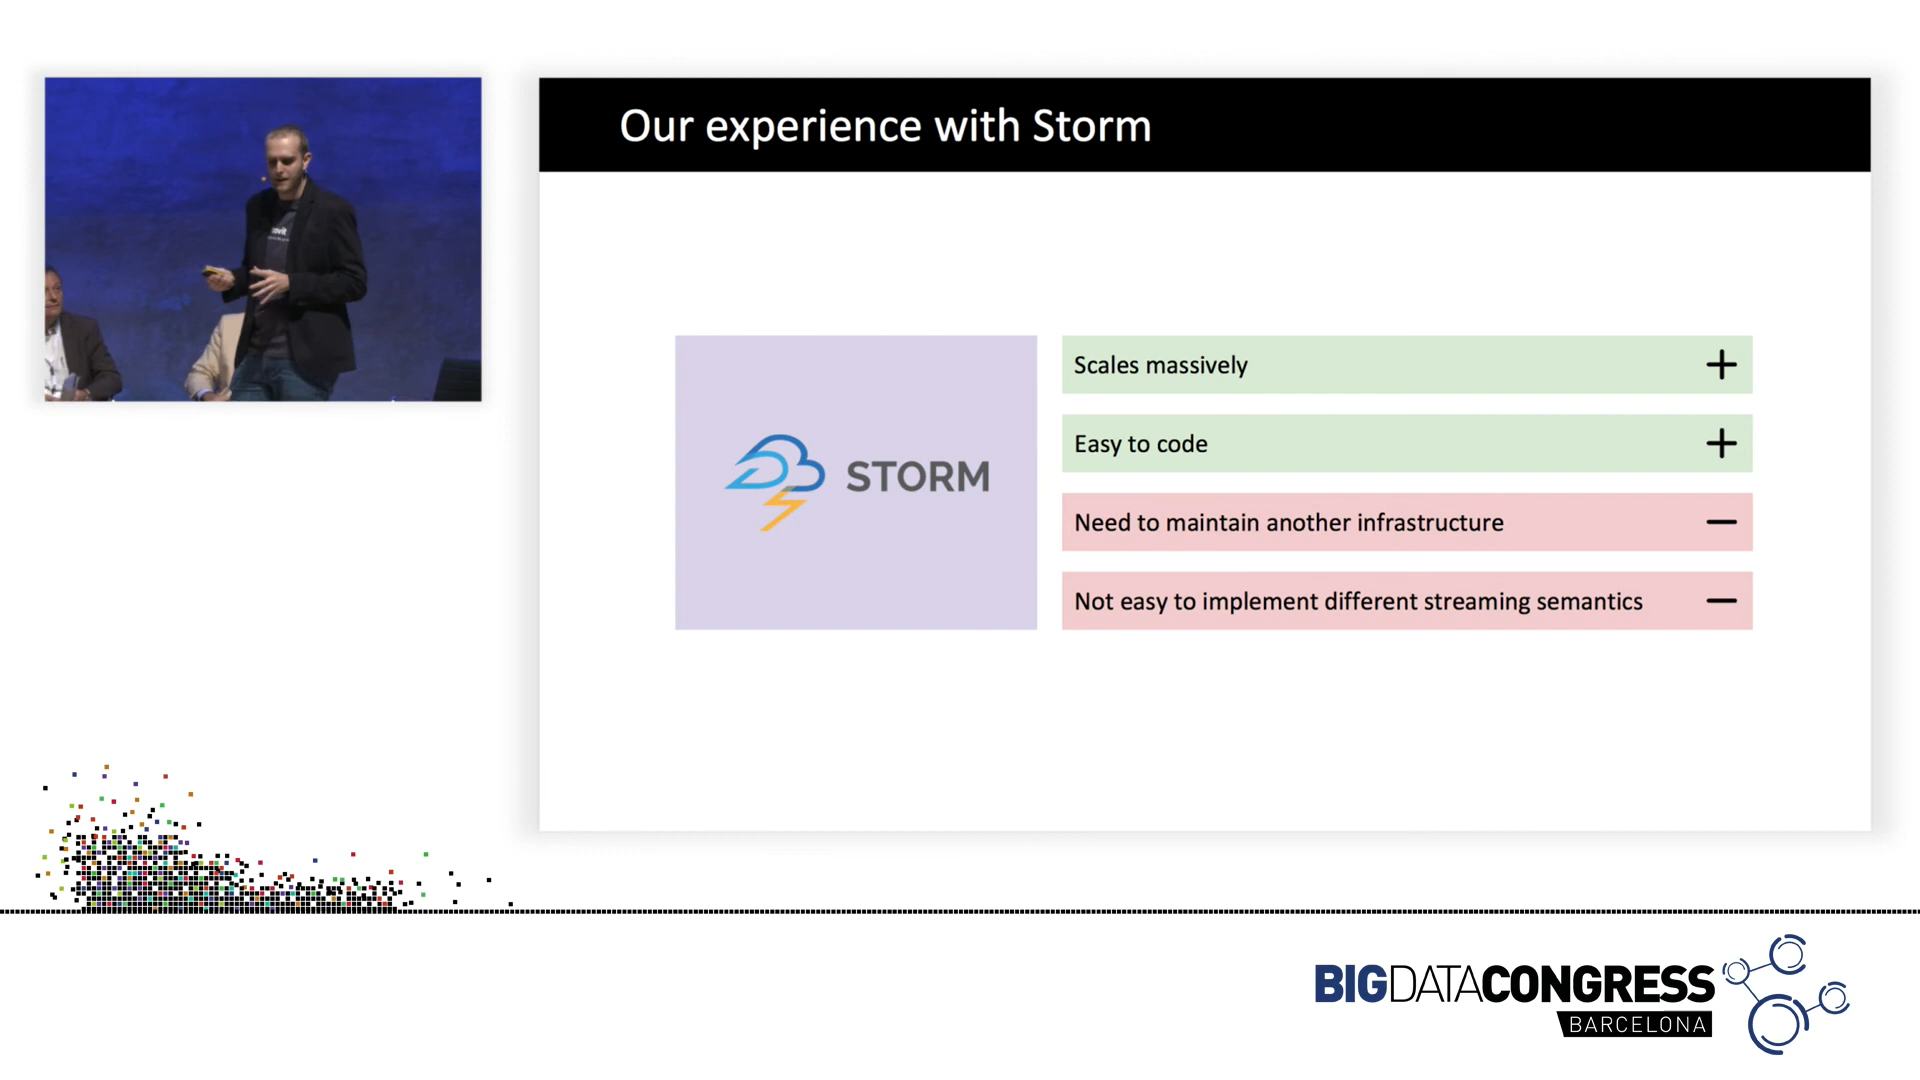 Our experience with Storm
STORM
Scales massively
Easy to code
Need to maintain another infrastructure
Not easy to implement different streaming semantics
BIGDATACONGRESS
BARCELONA